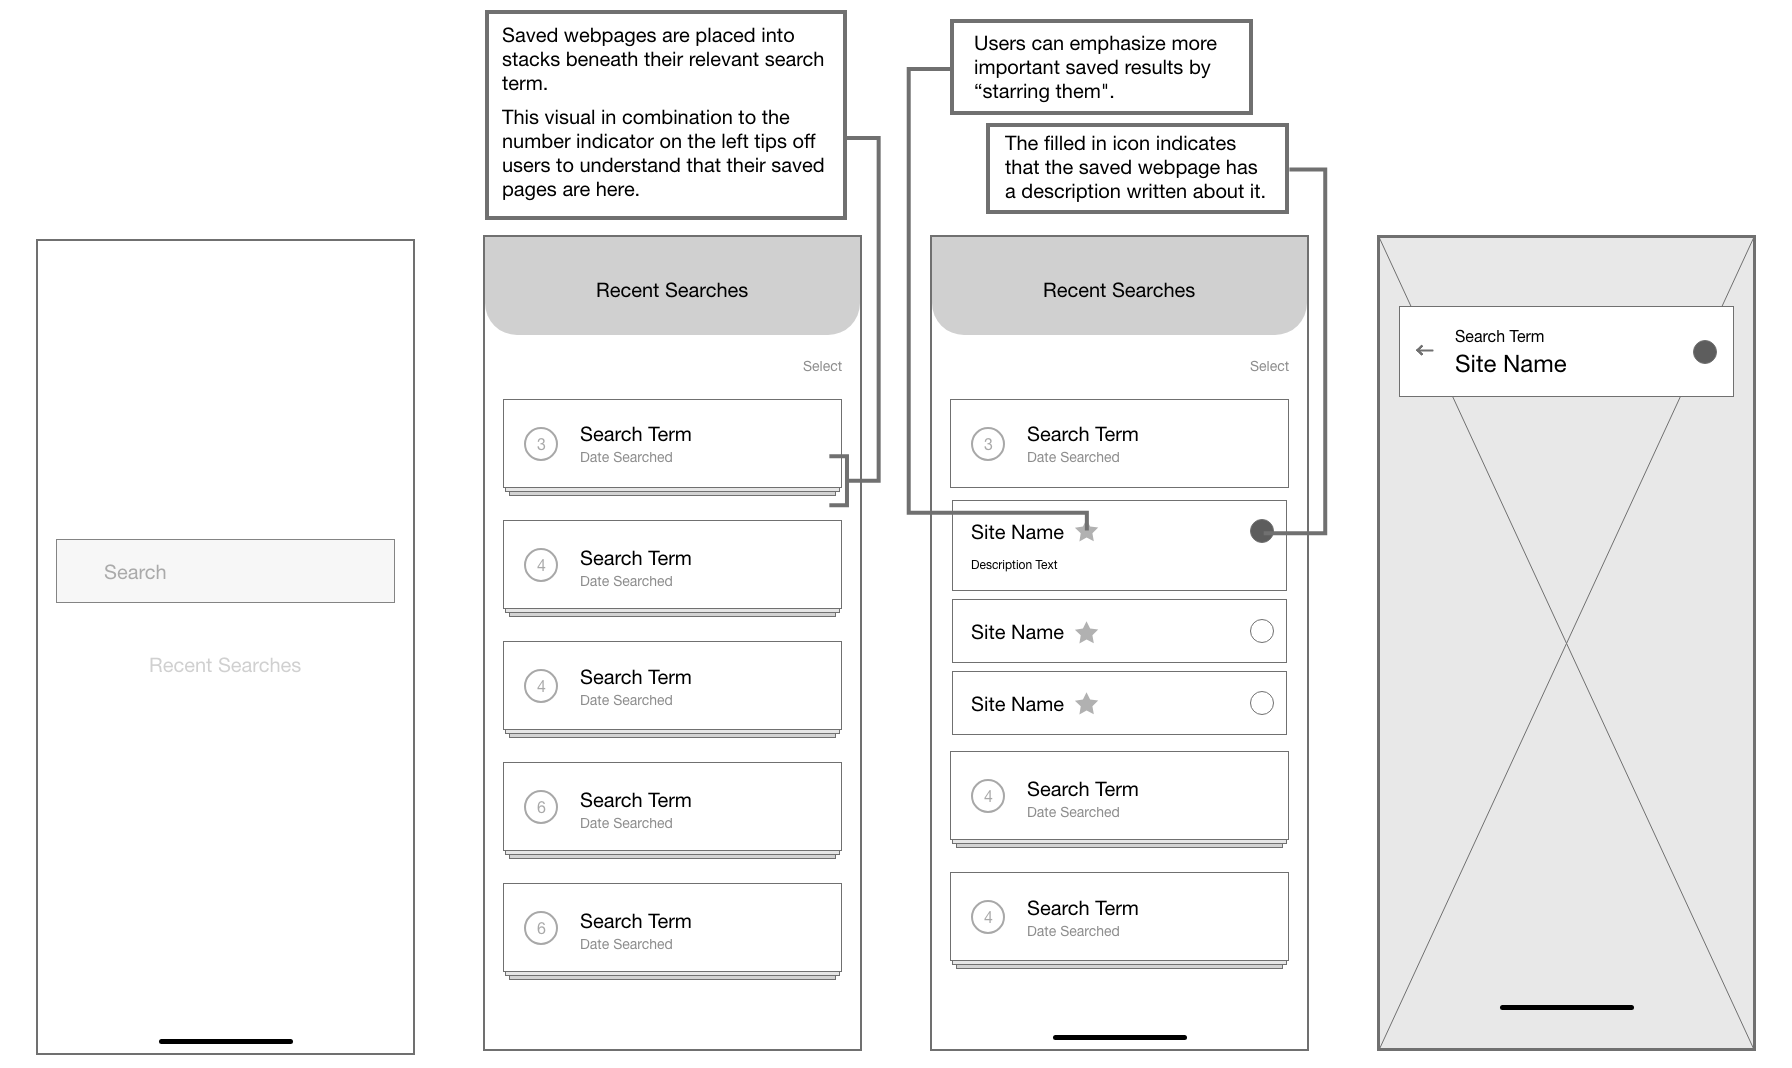 Saved webpages are placed into
stacks beneath their relevant search
term.
This visual in combination to the
number indicator on the left tips off
users to understand that their saved
pages are here.
Users can emphasize more
important saved results by
“starring them".
The filled in icon indicates
that the saved webpage has
a description written about it.
Search
Recent Searches
Recent Searches
Select
3
Search Term
Date Searched
4
Search Term
Date Searched
4
Search Term
Date Searched
6
Search Term
Date Searched
6
Search Term
Date Searched
Recent Searches
Select
3
Search Term
Date Searched
Site Name
Description Text
Site Name
Site Name
4
Search Term
Date Searched
4
Search Term
Date Searched
Search Term
Site Name